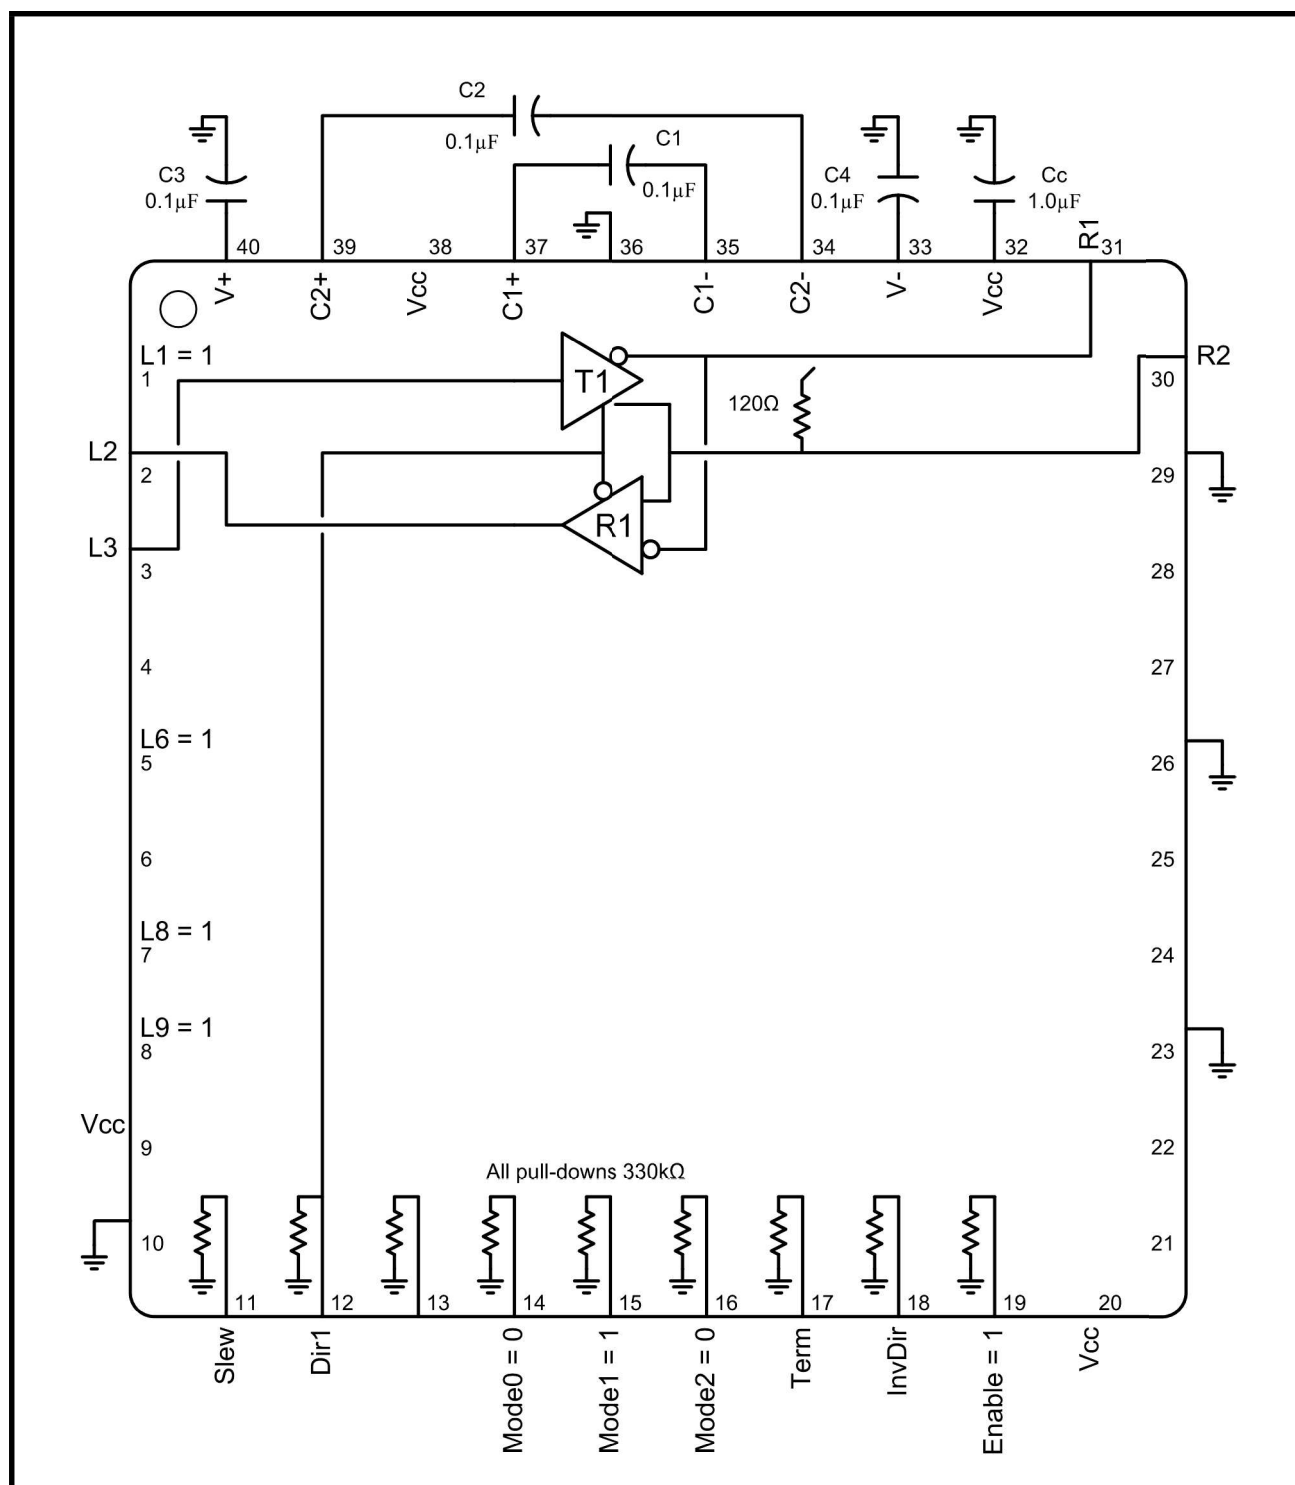 C2
0.1µF
C1
0.1µF
C3
0.1µF
C4
0.1µF
Cc
1.0µF
R1
40
39
38
37
36
35
34
33
32
31
V+
C2+
Vcc
C1+
C1-
C2-
V-
Vcc
L1 = 1
1
T1
120Ω
R2
30
L2
2
29
R1
L3
3
28
4
27
L6 = 1
5
26
6
25
L8 = 1
7
24
L9 = 1
8
23
Vcc
9
22
All pull-downs 330kΩ
10
21
11
12
13
14
15
16
17
18
19
20
Slew
Dir1
Mode0 = 0
Mode1 = 1
Mode2 = 0
Term
InvDir
Enable = 1
Vcc